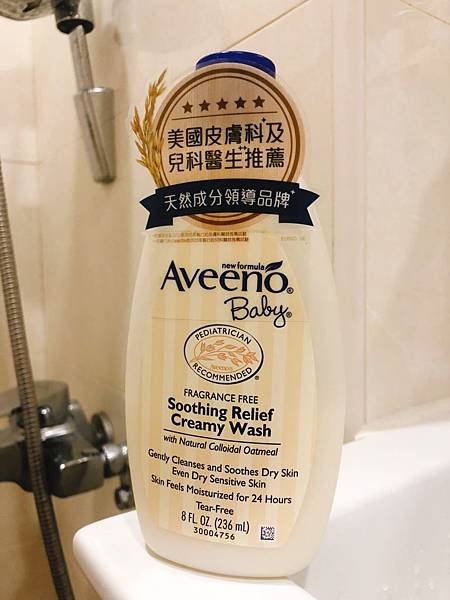 美國皮膚科及
兒科醫生++推薦
天然成分領導品牌+
new formula
Aveeno®
Baby®
PEDIATRICIAN
Aveeno®
RECOMMENDED®
FRAGRANCE FREE
Soothing Relief
Creamy Wash
with Natural Colloidal Oatmeal
Gently Cleanses and Soothes Dry Skin
Even Dry Sensitive Skin
Skin Feels Moisturized for 24 Hours
Tear-Free
8 FL. OZ. (236 mL)
30004756